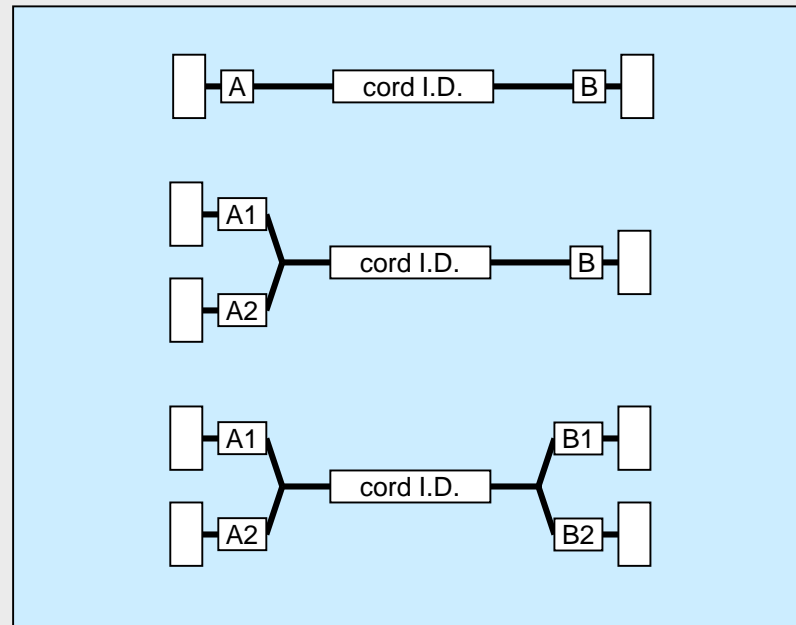 A cord I.D. B
A1
cord I.D. B
A2
A1 B1
cord I.D.
A2 B2